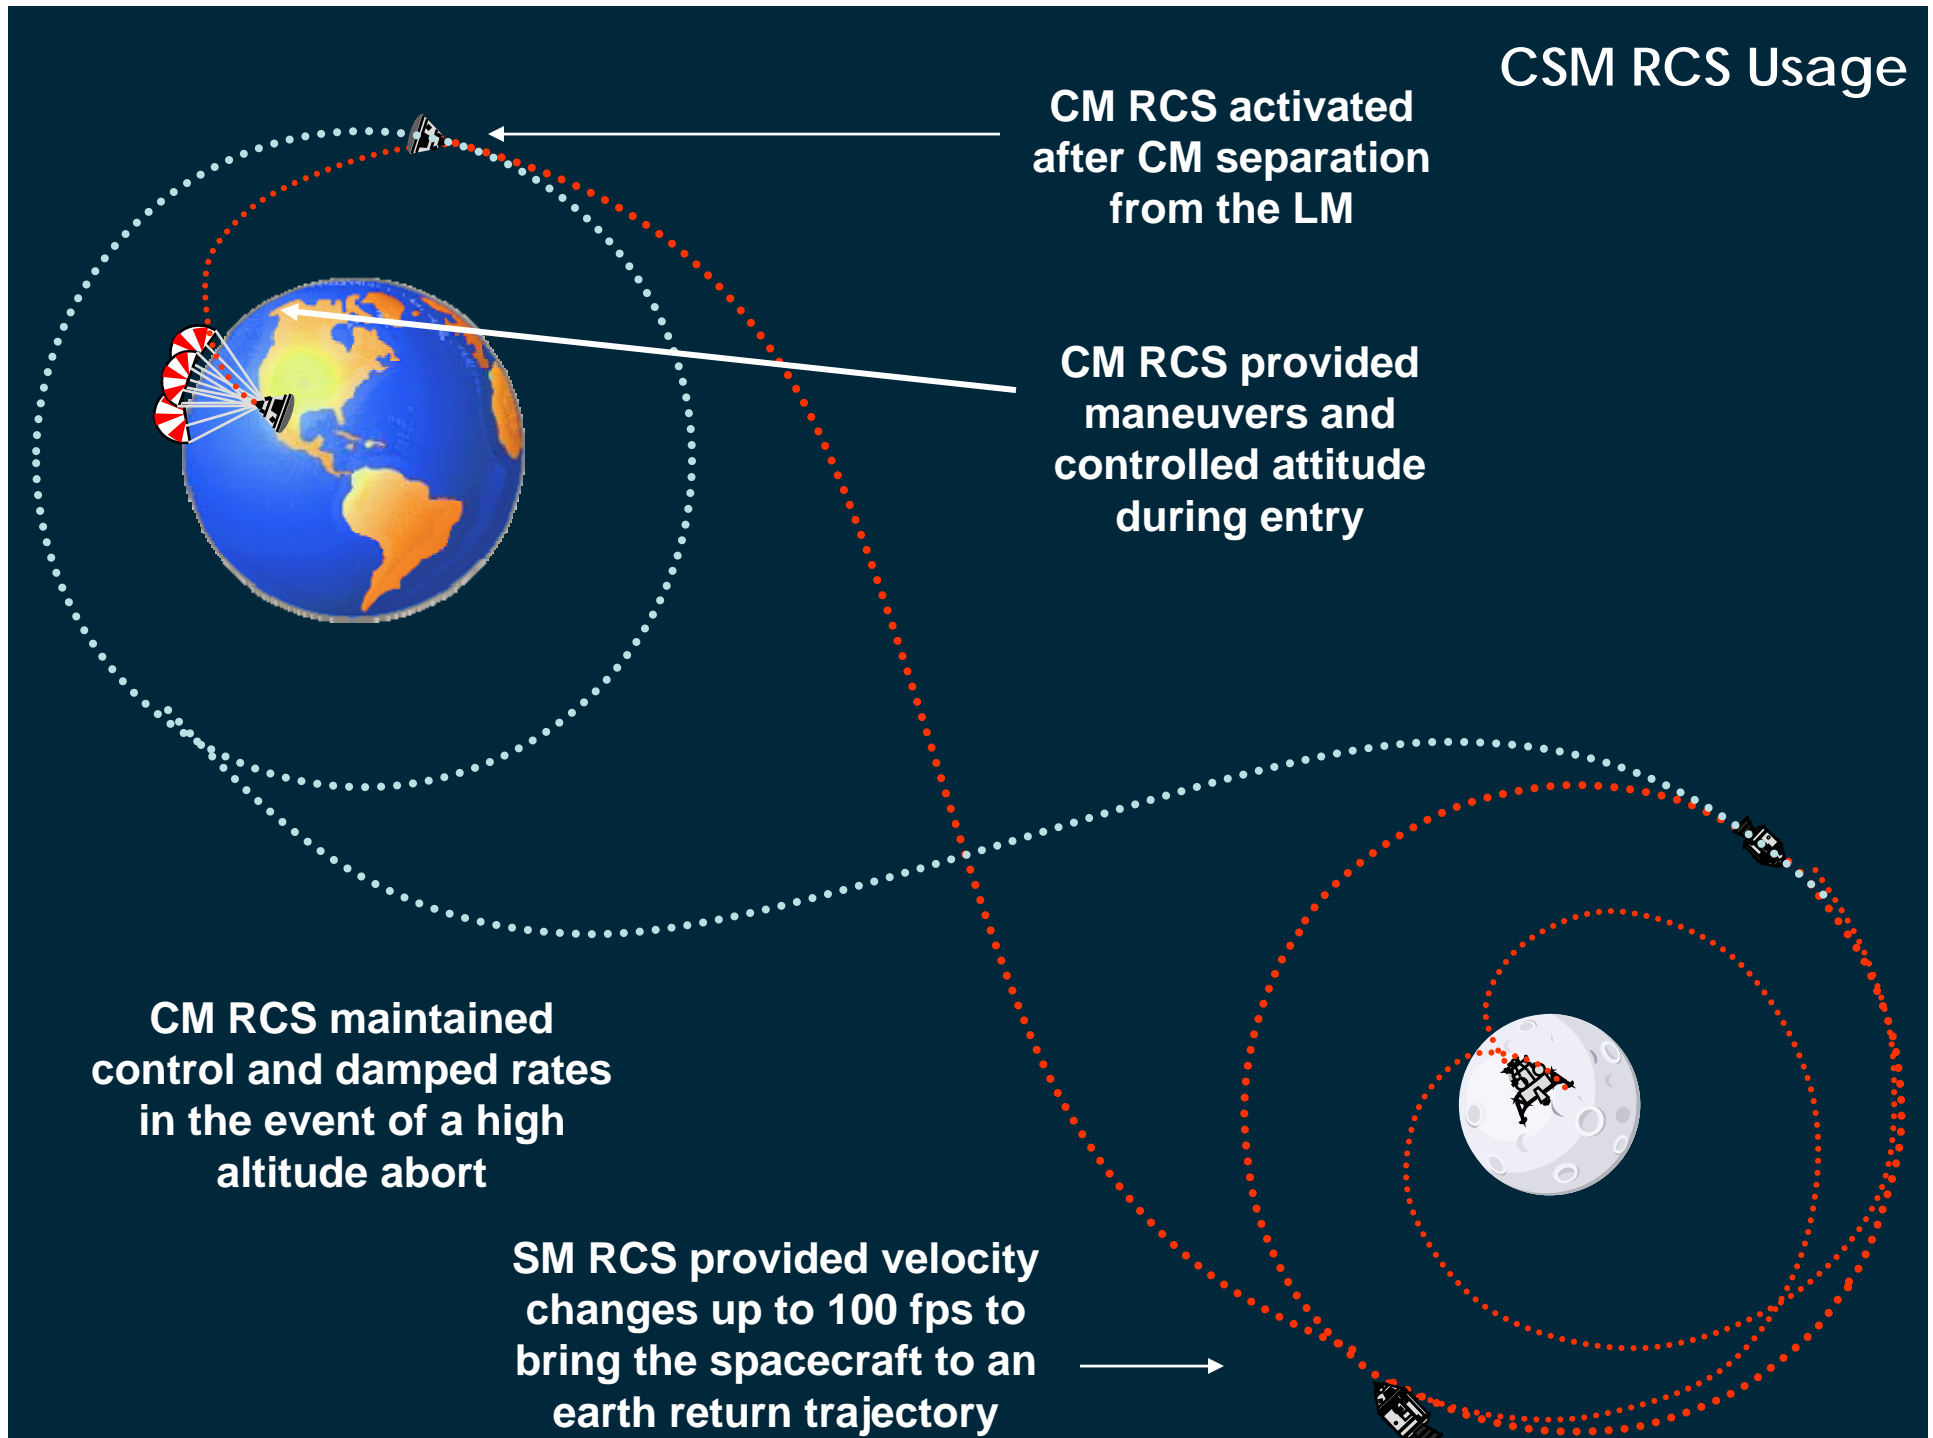 CSM RCS Usage
CM RCS activated
after CM separation
from the LM
CM RCS provided
maneuvers and
controlled attitude
during entry
CM RCS maintained
control and damped rates
in the event of a high
altitude abort
SM RCS provided velocity
changes up to 100 fps to
bring the spacecraft to an
earth return trajectory